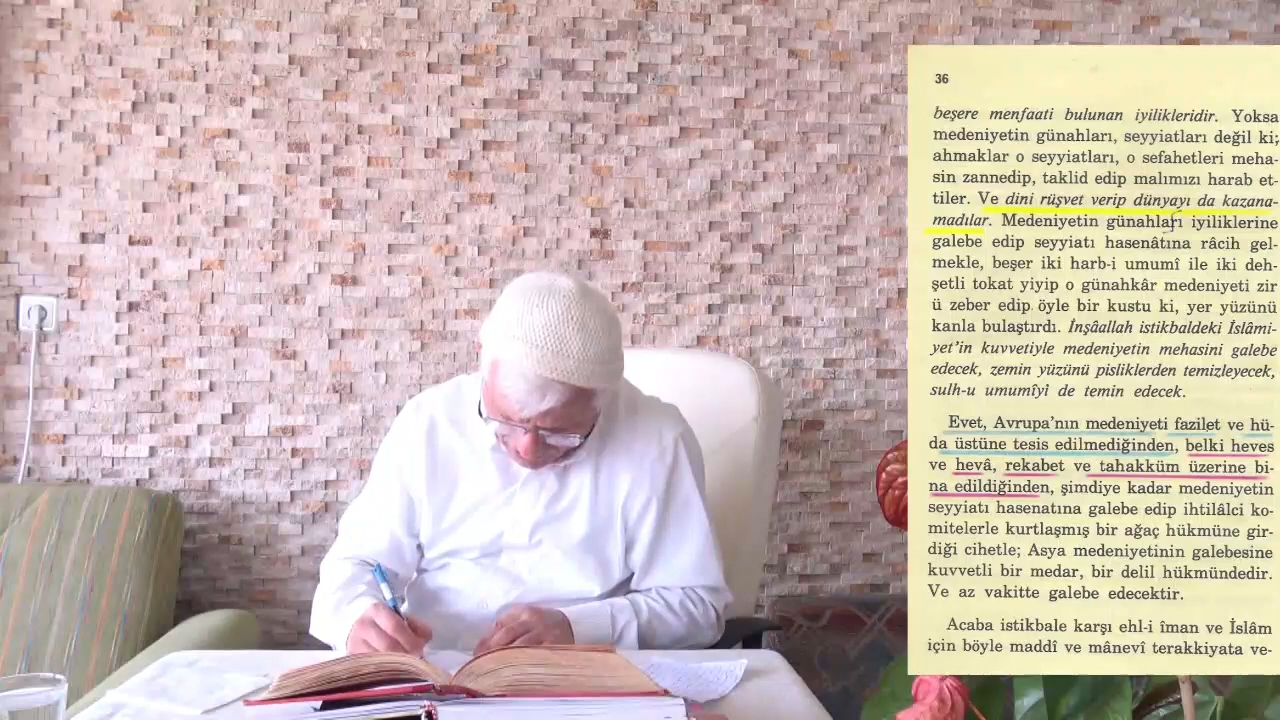 36
beşere menfaati bulunan iyilikleridir. Yoksa
medeniyetin günahları, seyyiatları değil ki;
ahmaklar o seyyiatları, o sefahetleri meha-
sin zannedip, taklid edip malımızı harab et-
tiler. Ve dini rüşvet verip dünyayı da kazana-
madılar. Medeniyetin günahları iyiliklerine
galebe edip seyyiatı hasenâtına râcih gel-
mekle, beşer iki harb-i umumî ile iki deh-
şetli tokat yiyip o günahkâr medeniyeti zir
ü zeber edip öyle bir kustu ki, yer yüzünü
kanla bulaştırdı. İnşâallah istikbaldeki İslâmi-
yet'in kuvvetiyle medeniyetin mehasini galebe
edecek, zemin yüzünü pisliklerden temizleyecek,
sulh-u umumîyi de temin edecek.
Evet, Avrupa'nın medeniyeti fazilet ve hü-
da üstüne tesis edilmediğinden, belki heves
ve hevâ, rekabet ve tahakküm üzerine bi-
na edildiğinden, şimdiye kadar medeniyetin
seyyiatı hasenatına galebe edip ihtilâlci ko-
mitelerle kurtlaşmış bir ağaç hükmüne gir-
diği cihetle; Asya medeniyetinin galebesine
kuvvetli bir medar, bir delil hükmündedir.
Ve az vakitte galebe edecektir.
Acaba istikbale karşı ehl-i îman ve İslâm
için böyle maddî ve mânevî terakkiyata ve-